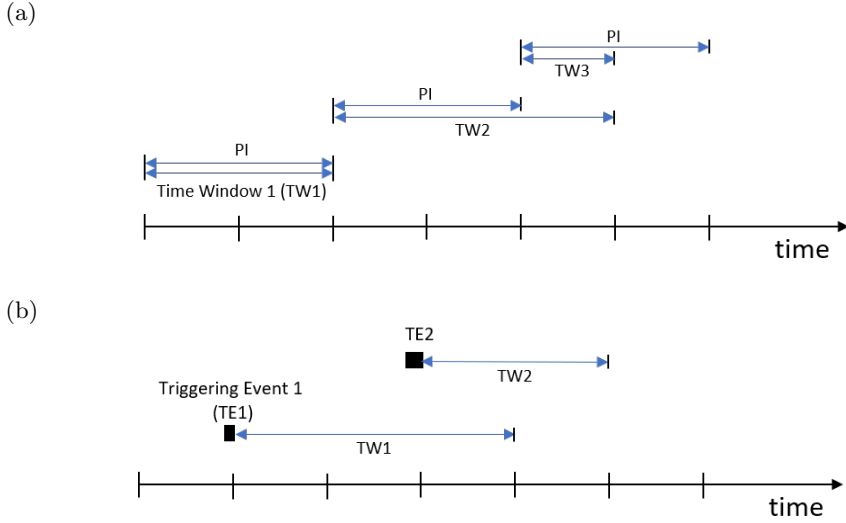 (a)
PI
TW3
PI
TW2
PI
Time Window 1 (TW1)
time
(b)
TE2
TW2
Triggering Event 1
(TE1)
TW1
time